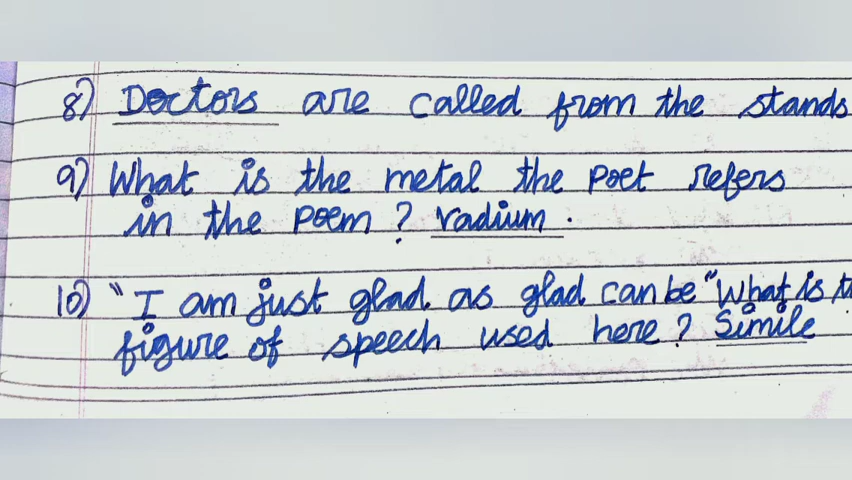 8) Doctors are called from the stands
9) What is the metal the poet refers
in the poem? radium.
10) "I am just glad as glad can be" What is th
figure of speech used here? Simile